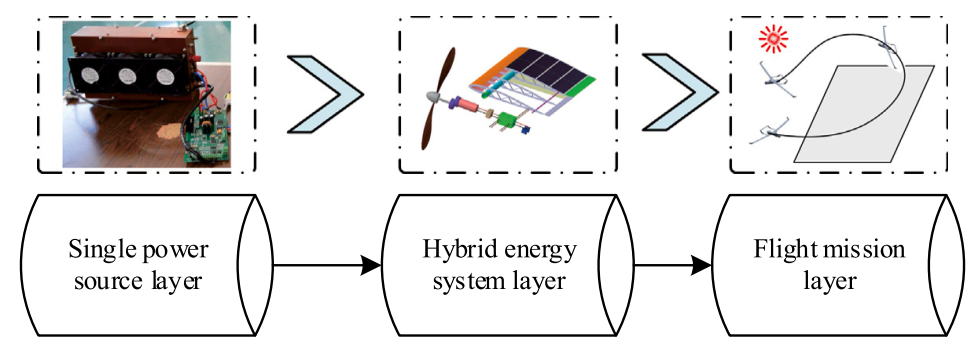 Single power
source layer
Hybrid energy
system layer
Flight mission
layer